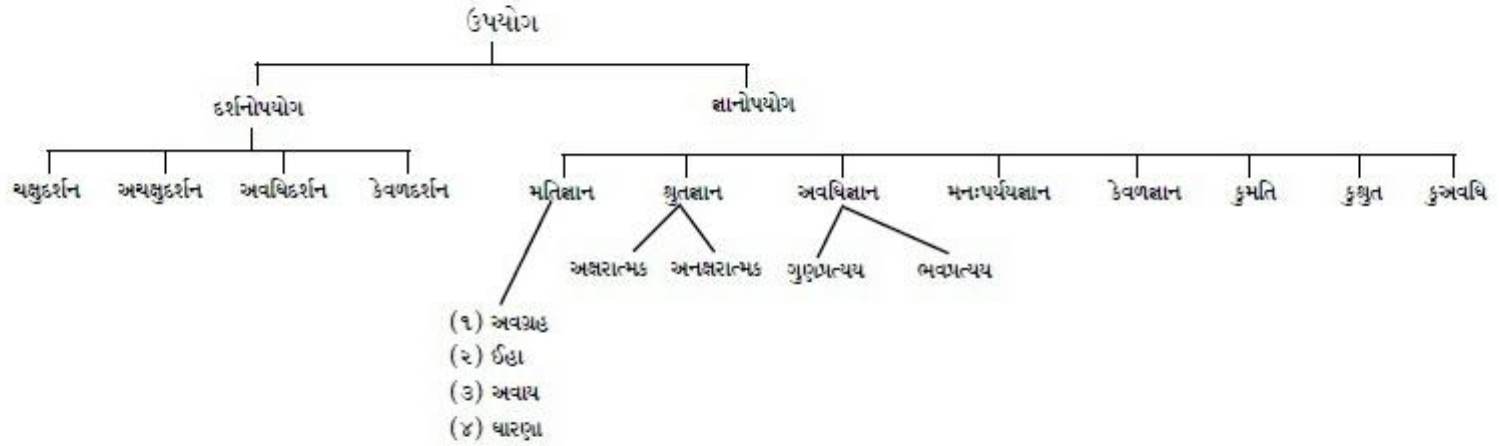 ઉપયોગ
દર્શનોપયોગ જ્ઞાનોપયોગ
ચક્ષુદર્શન અચક્ષુદર્શન અવધિદર્શન કેવળદર્શન મતિજ્ઞાન શ્રુતજ્ઞાન અવધિજ્ઞાન મનઃપર્યયજ્ઞાન કેવળજ્ઞાન કુમતિ કુશ્રુત કુઅવધિ
અક્ષરાત્મક અનક્ષરાત્મક ગુણપ્રત્યય ભવપ્રત્યય
(૧) અવગ્રહ
(૨) ઈહા
(૩) અવાય
(૪) ધારણા